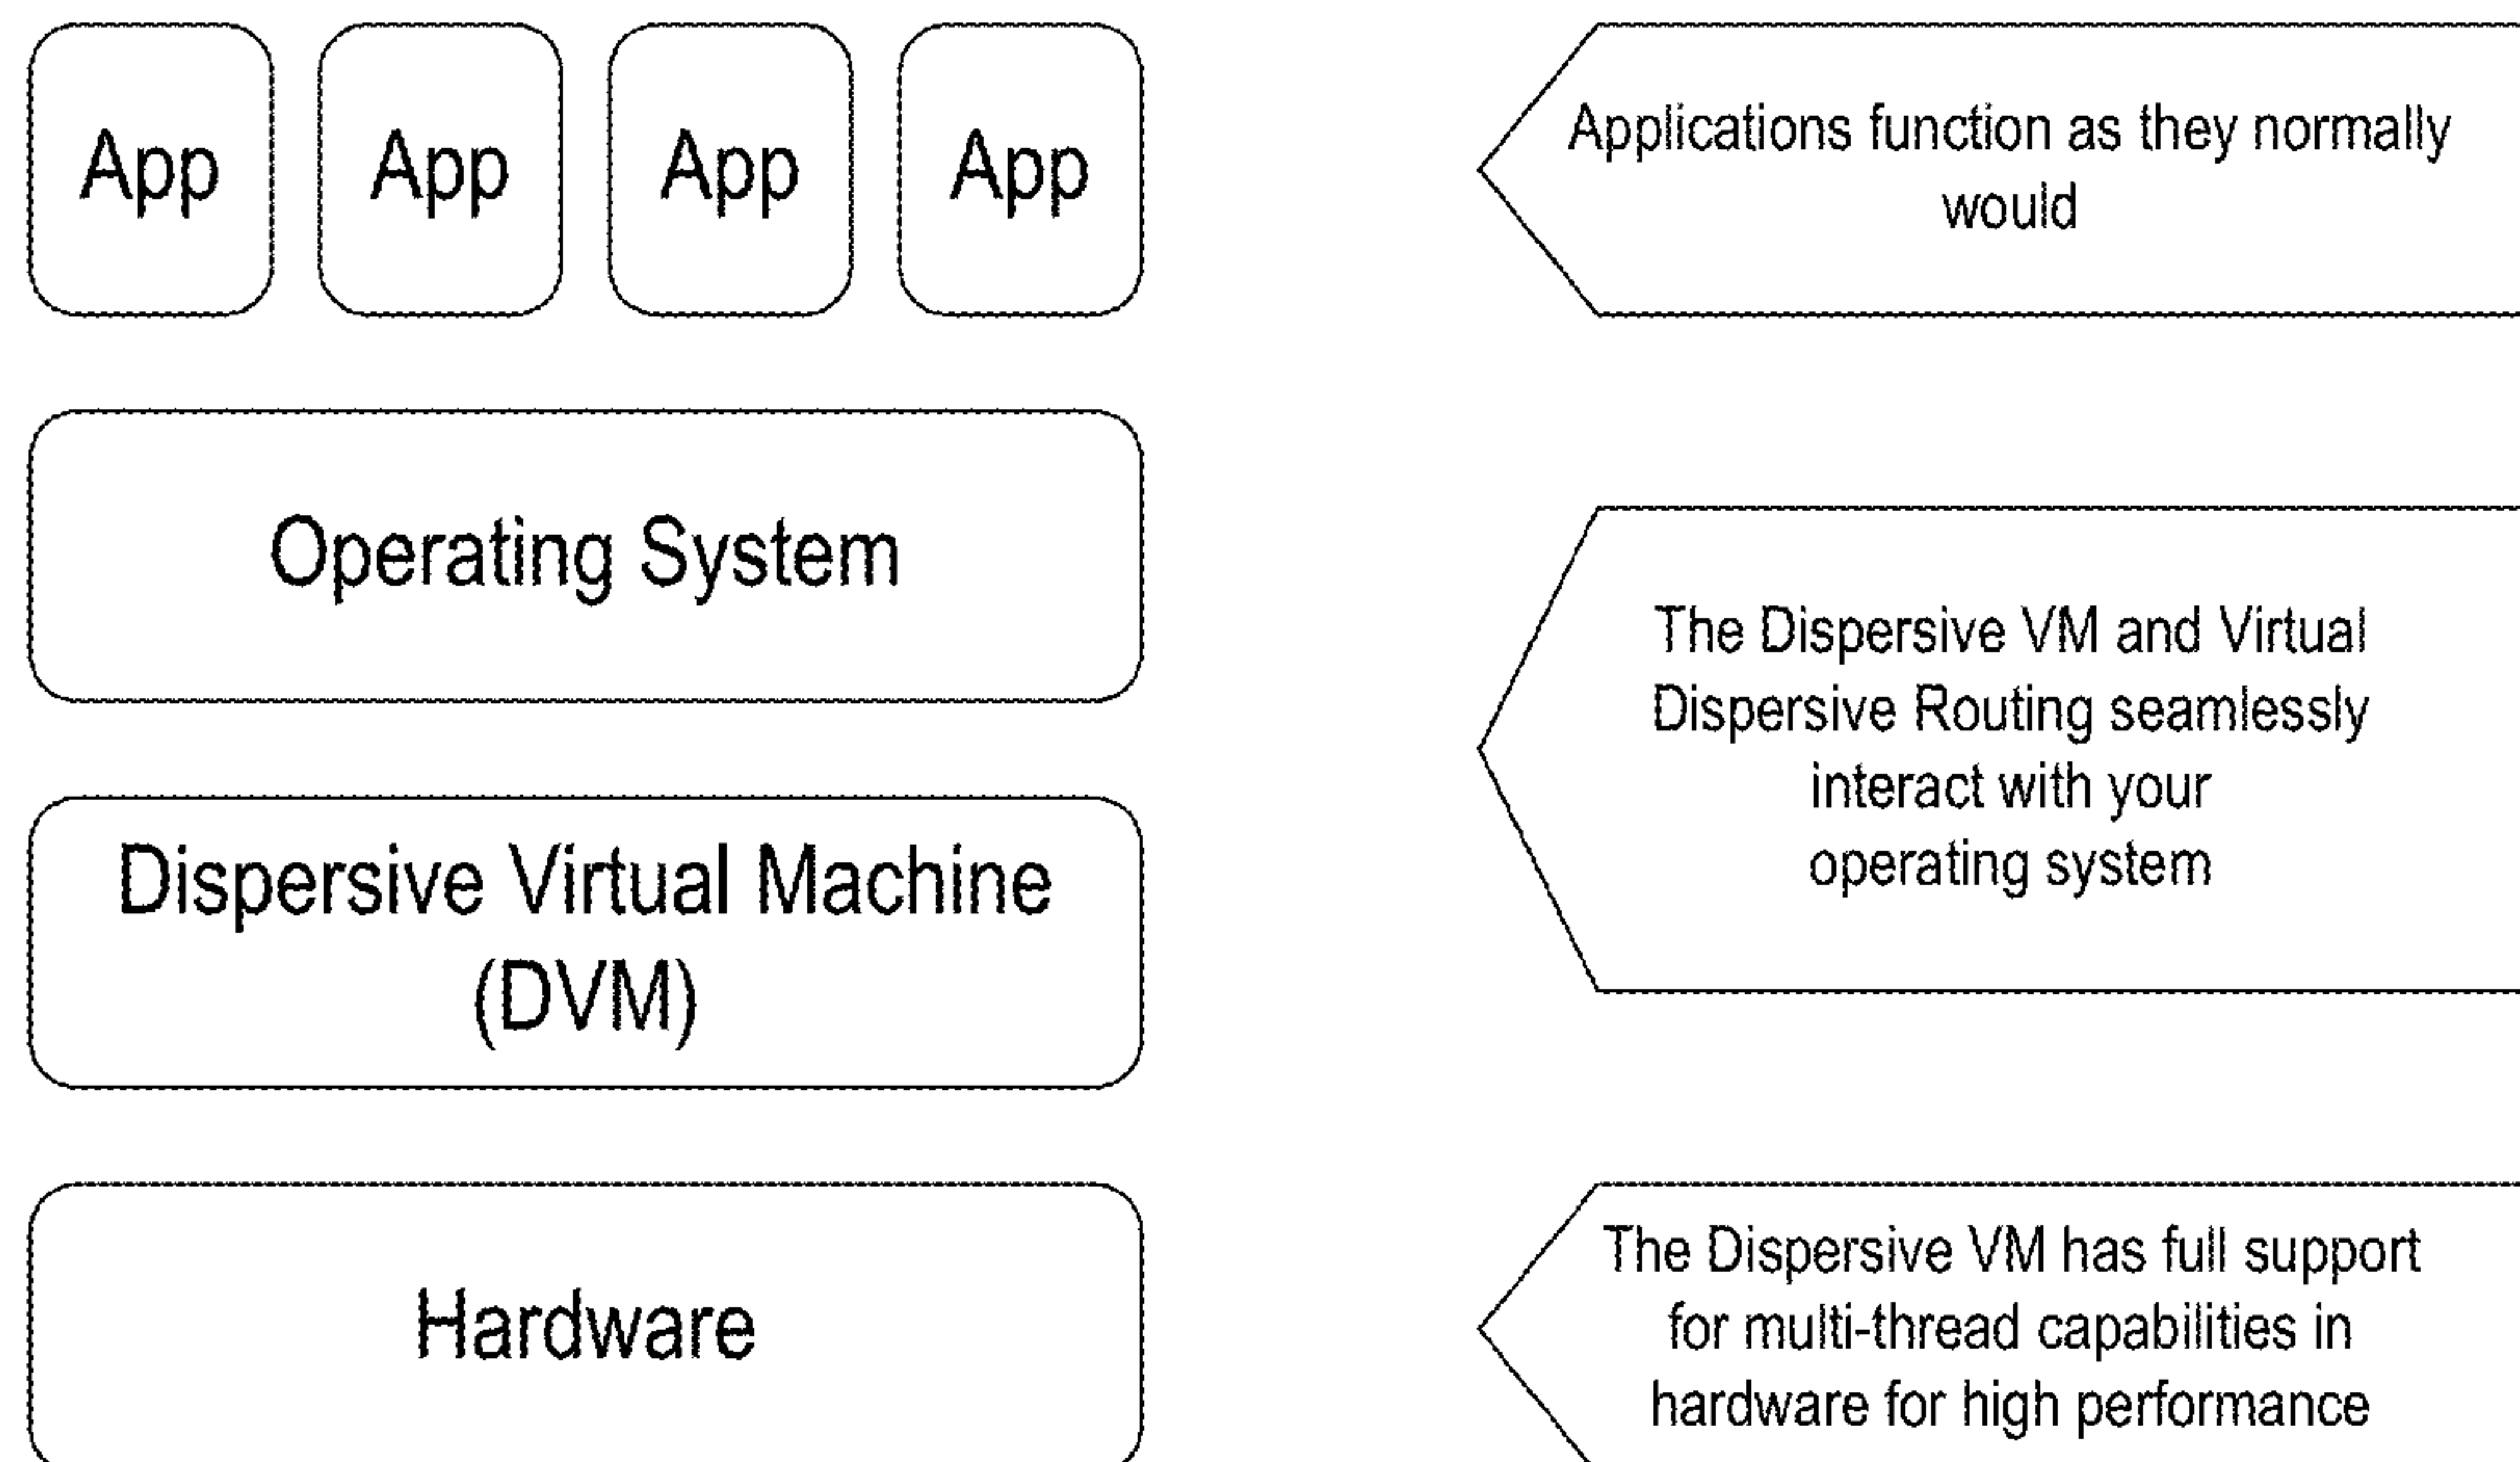 App App App App
Applications function as they normally
would
Operating System
The Dispersive VM and Virtual
Dispersive Routing seamlessly
interact with your
operating system
Dispersive Virtual Machine
(DVM)
Hardware
The Dispersive VM has full support
for multi-thread capabilities in
hardware for high performance